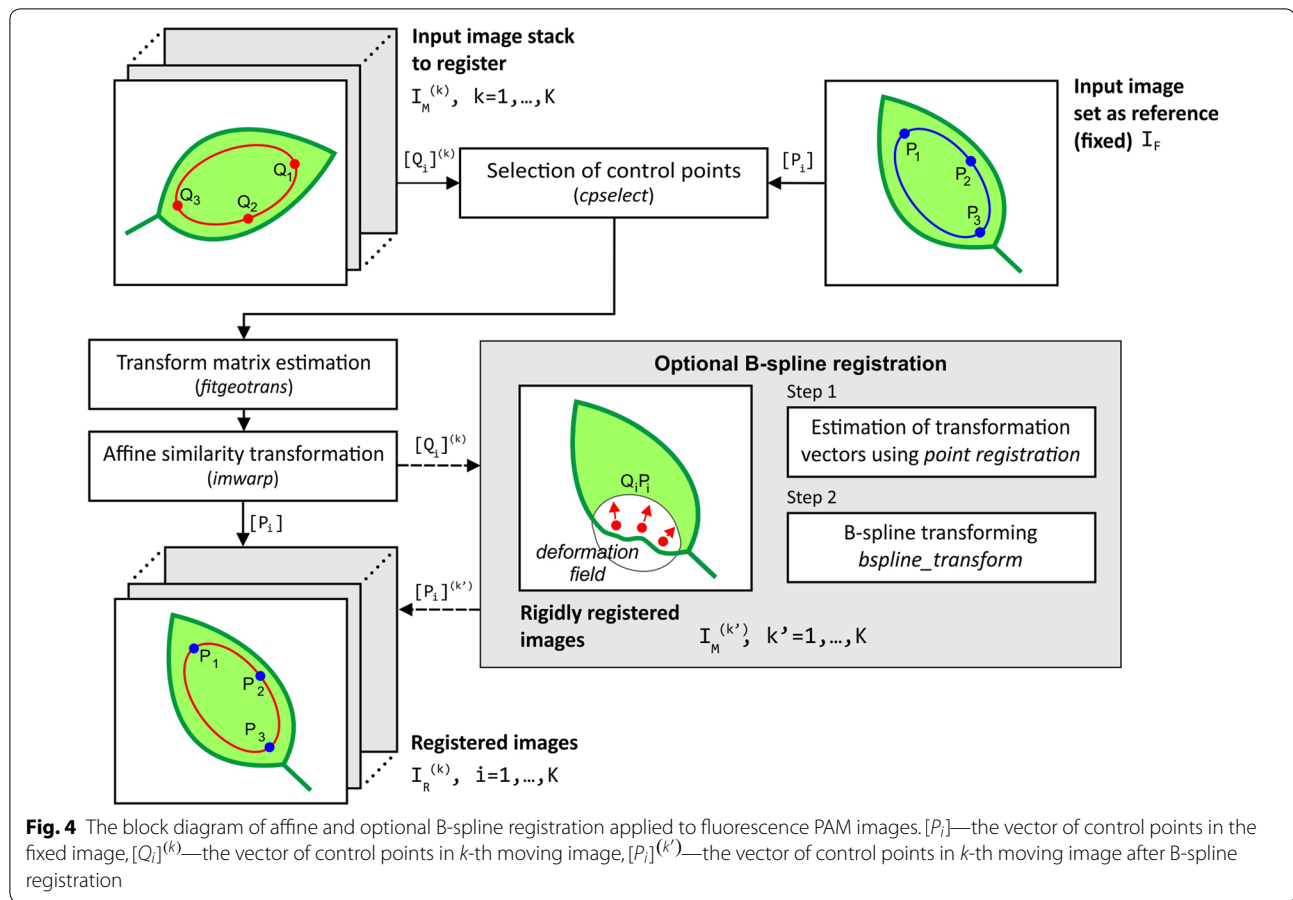 Input image stack
to register
I_M^(k), k=1,…,K
Q₁
Q₂
Q₃
[Q_i]^(k)
Selection of control points
(cpselect)
[P_i]
P₁
P₂
P₃
Input image
set as reference
(fixed) I_F
Transform matrix estimation
(fitgeotrans)
Affine similarity transformation
(imwarp)
[Q_i]^(k)
[P_i]
[P_i]^(k’)
Optional B-spline registration
Q_iP_i
deformation
field
Rigidly registered
images
I_M^(k’), k’=1,…,K
Step 1
Estimation of transformation
vectors using point registration
Step 2
B-spline transforming
bspline_transform
P₁
P₂
P₃
Registered images
I_R^(k), i=1,…,K
Fig. 4 The block diagram of affine and optional B-spline registration applied to fluorescence PAM images. [P_i]—the vector of control points in the
fixed image, [Q_i]^(k)—the vector of control points in k-th moving image, [P_i]^(k’)—the vector of control points in k-th moving image after B-spline
registration